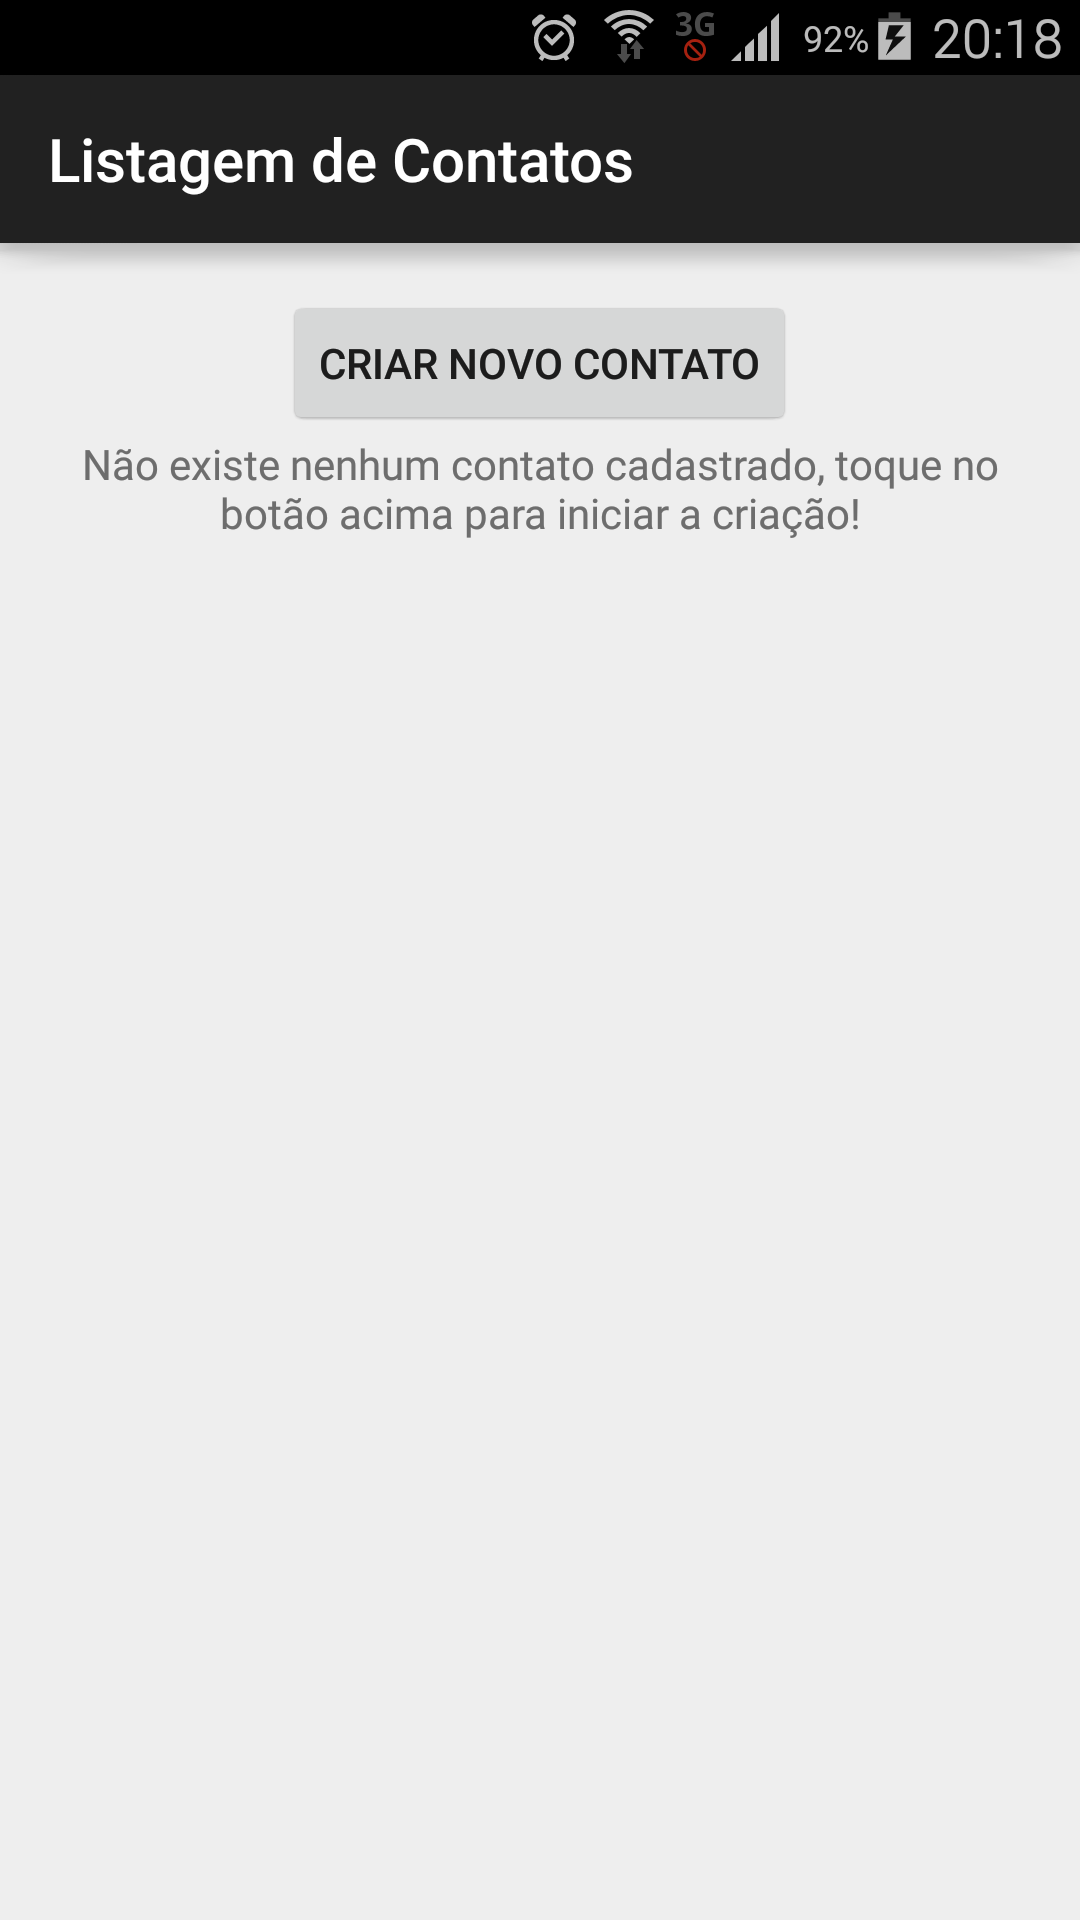 3G 92% 20:18
Listagem de Contatos
CRIAR NOVO CONTATO
Não existe nenhum contato cadastrado, toque no
botão acima para iniciar a criação!